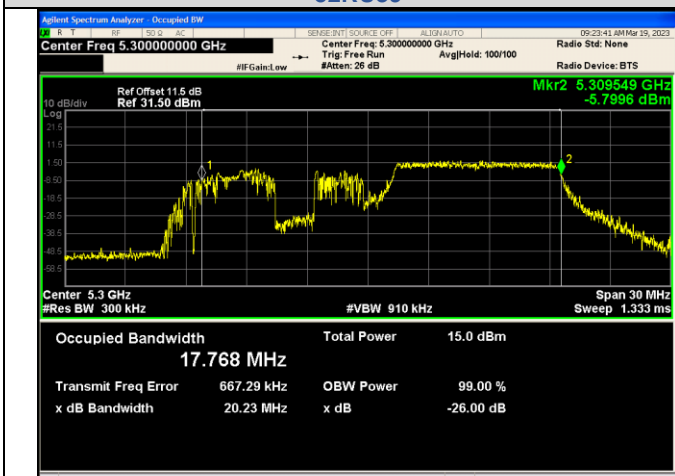 Agilent Spectrum Analyzer - Occupied BW
R T RF 50 Ω AC SENSE:INT SOURCE OFF ALIGN AUTO 09:23:41 AM Mar 19, 2023
Center Freq 5.300000000 GHz Center Freq: 5.300000000 GHz Radio Std: None
Trig: Free Run Avg|Hold: 100/100
#IFGain:Low #Atten: 26 dB Radio Device: BTS
Mkr2 5.309549 GHz
-5.7996 dBm
Ref Offset 11.5 dB
10 dB/div Ref 31.50 dBm
Log
21.5
11.5
1.50
-8.50
-18.5
-28.5
-38.5
-48.5
-58.5
1
2
Center 5.3 GHz Span 30 MHz
#Res BW 300 kHz #VBW 910 kHz Sweep 1.333 ms
Occupied Bandwidth Total Power 15.0 dBm
17.768 MHz
Transmit Freq Error 667.29 kHz OBW Power 99.00 %
x dB Bandwidth 20.23 MHz x dB -26.00 dB